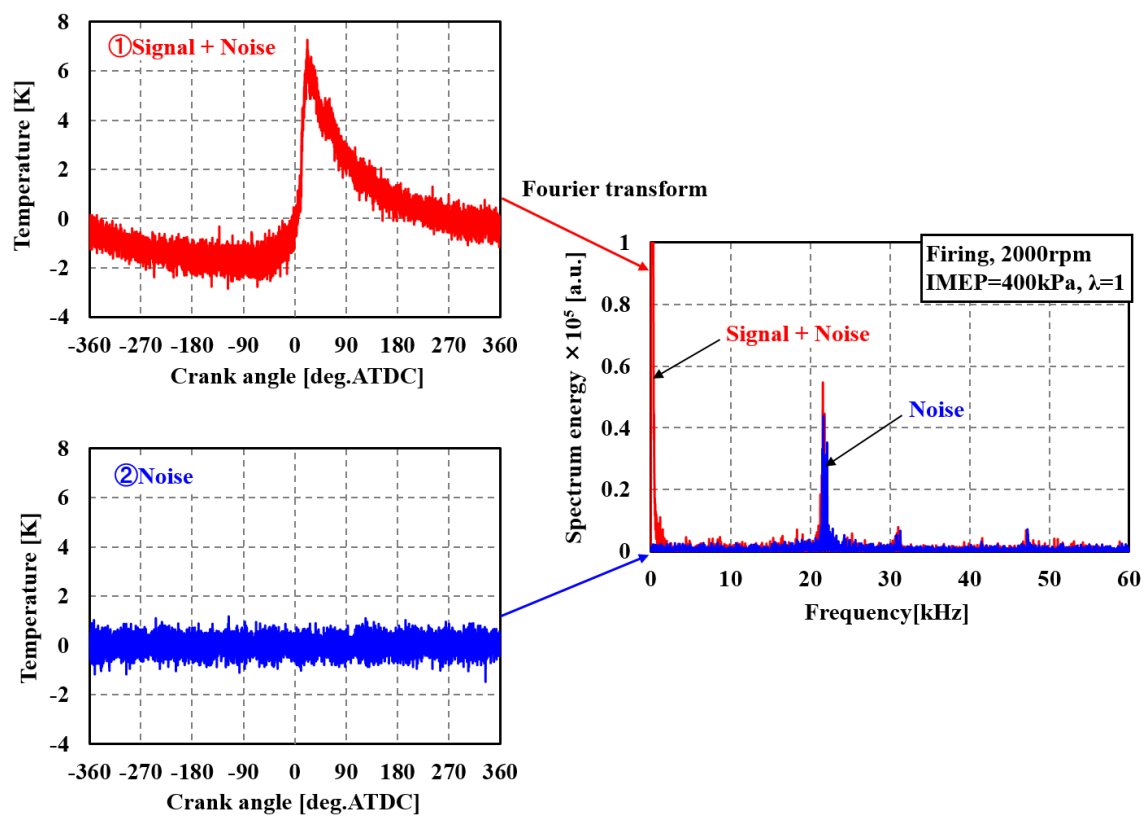 ①Signal + Noise
Temperature [K]
8
6
4
2
0
-2
-4
-360 -270 -180 -90 0 90 180 270 360
Crank angle [deg.ATDC]
Fourier transform
②Noise
Temperature [K]
8
6
4
2
0
-2
-4
-360 -270 -180 -90 0 90 180 270 360
Crank angle [deg.ATDC]
Firing, 2000rpm
IMEP=400kPa, λ=1
Signal + Noise
Noise
Spectrum energy ×10⁵ [a.u.]
1
0.8
0.6
0.4
0.2
0
0 10 20 30 40 50 60
Frequency[kHz]